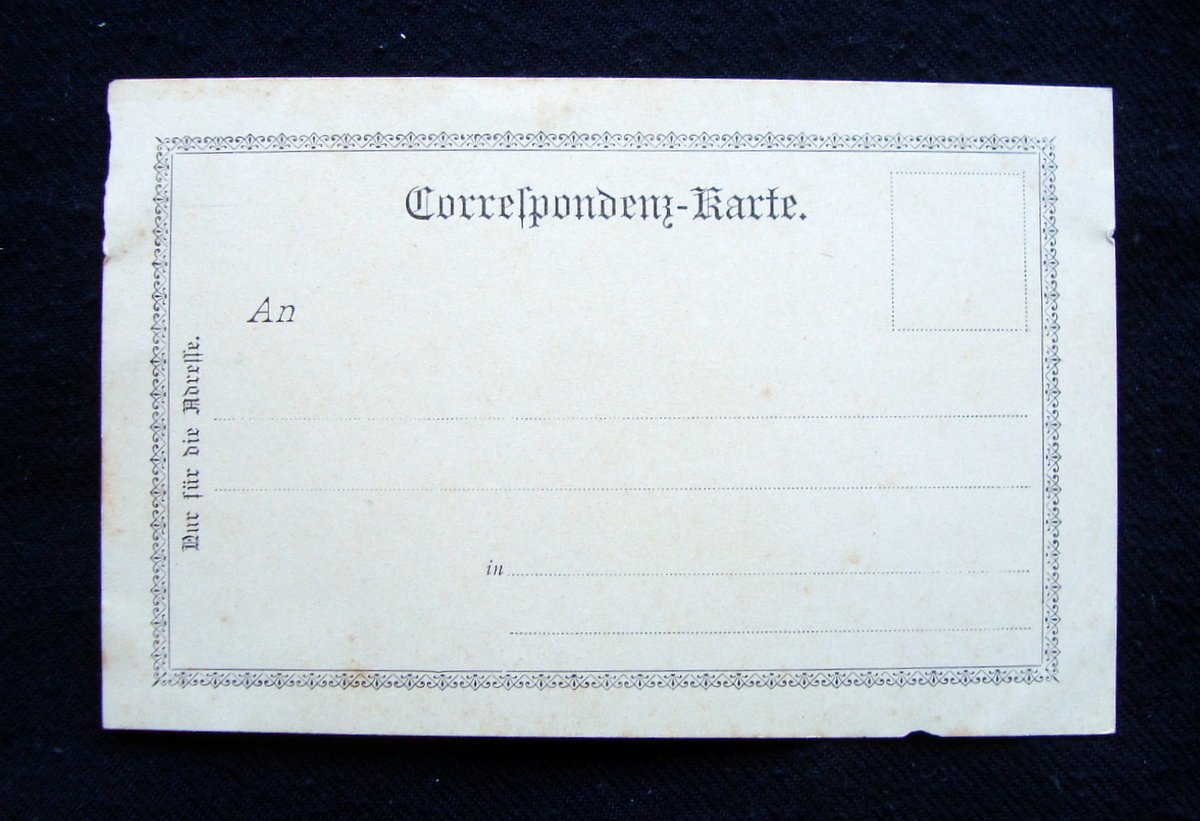 Correſpondenz-Karte.
An
Nur für die Adreſſe.
in